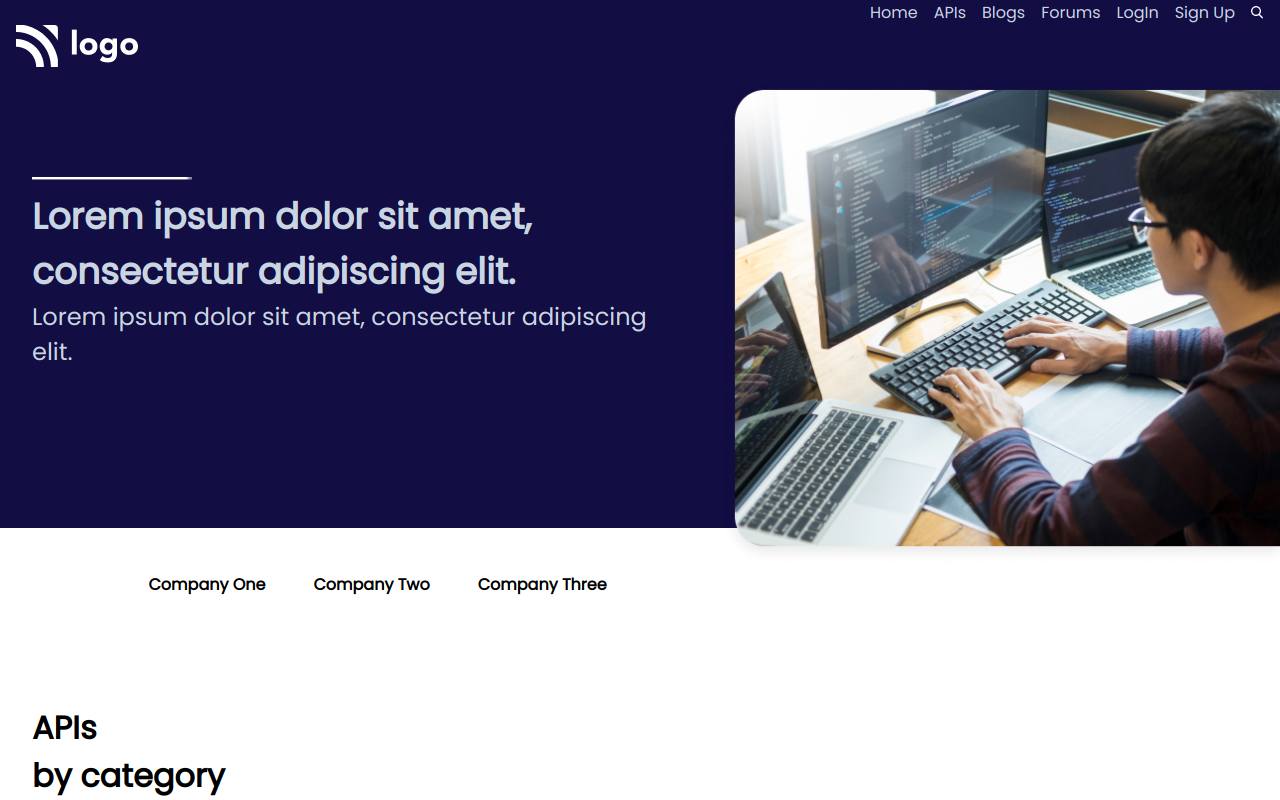 Home APIs Blogs Forums LogIn Sign Up
logo
Lorem ipsum dolor sit amet,
consectetur adipiscing elit.
Lorem ipsum dolor sit amet, consectetur adipiscing
elit.
Company One Company Two Company Three
APIs
by category